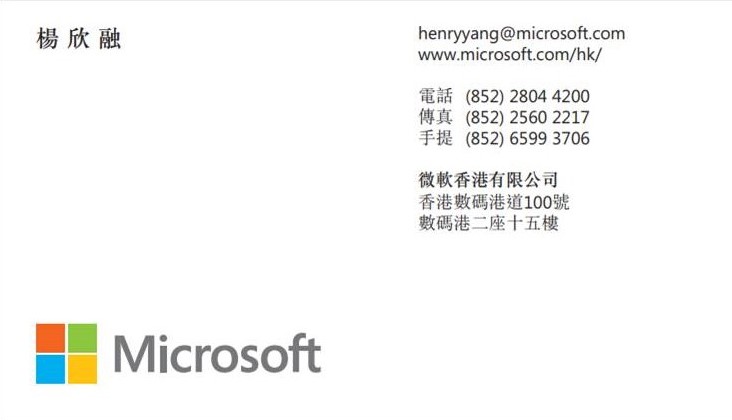 楊欣融
henryyang@microsoft.com
www.microsoft.com/hk/
電話 (852) 2804 4200
傳真 (852) 2560 2217
手提 (852) 6599 3706
微軟香港有限公司
香港數碼港道100號
數碼港二座十五樓
Microsoft